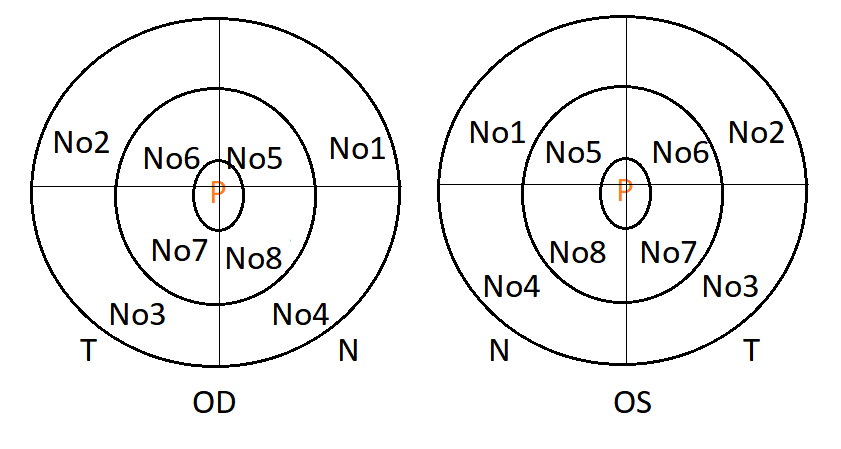 No2 No6 No5 No1
P
No7 No8
No3 No4
T N
OD
No1 No5 No6 No2
P
No8 No7
No4 No3
N T
OS